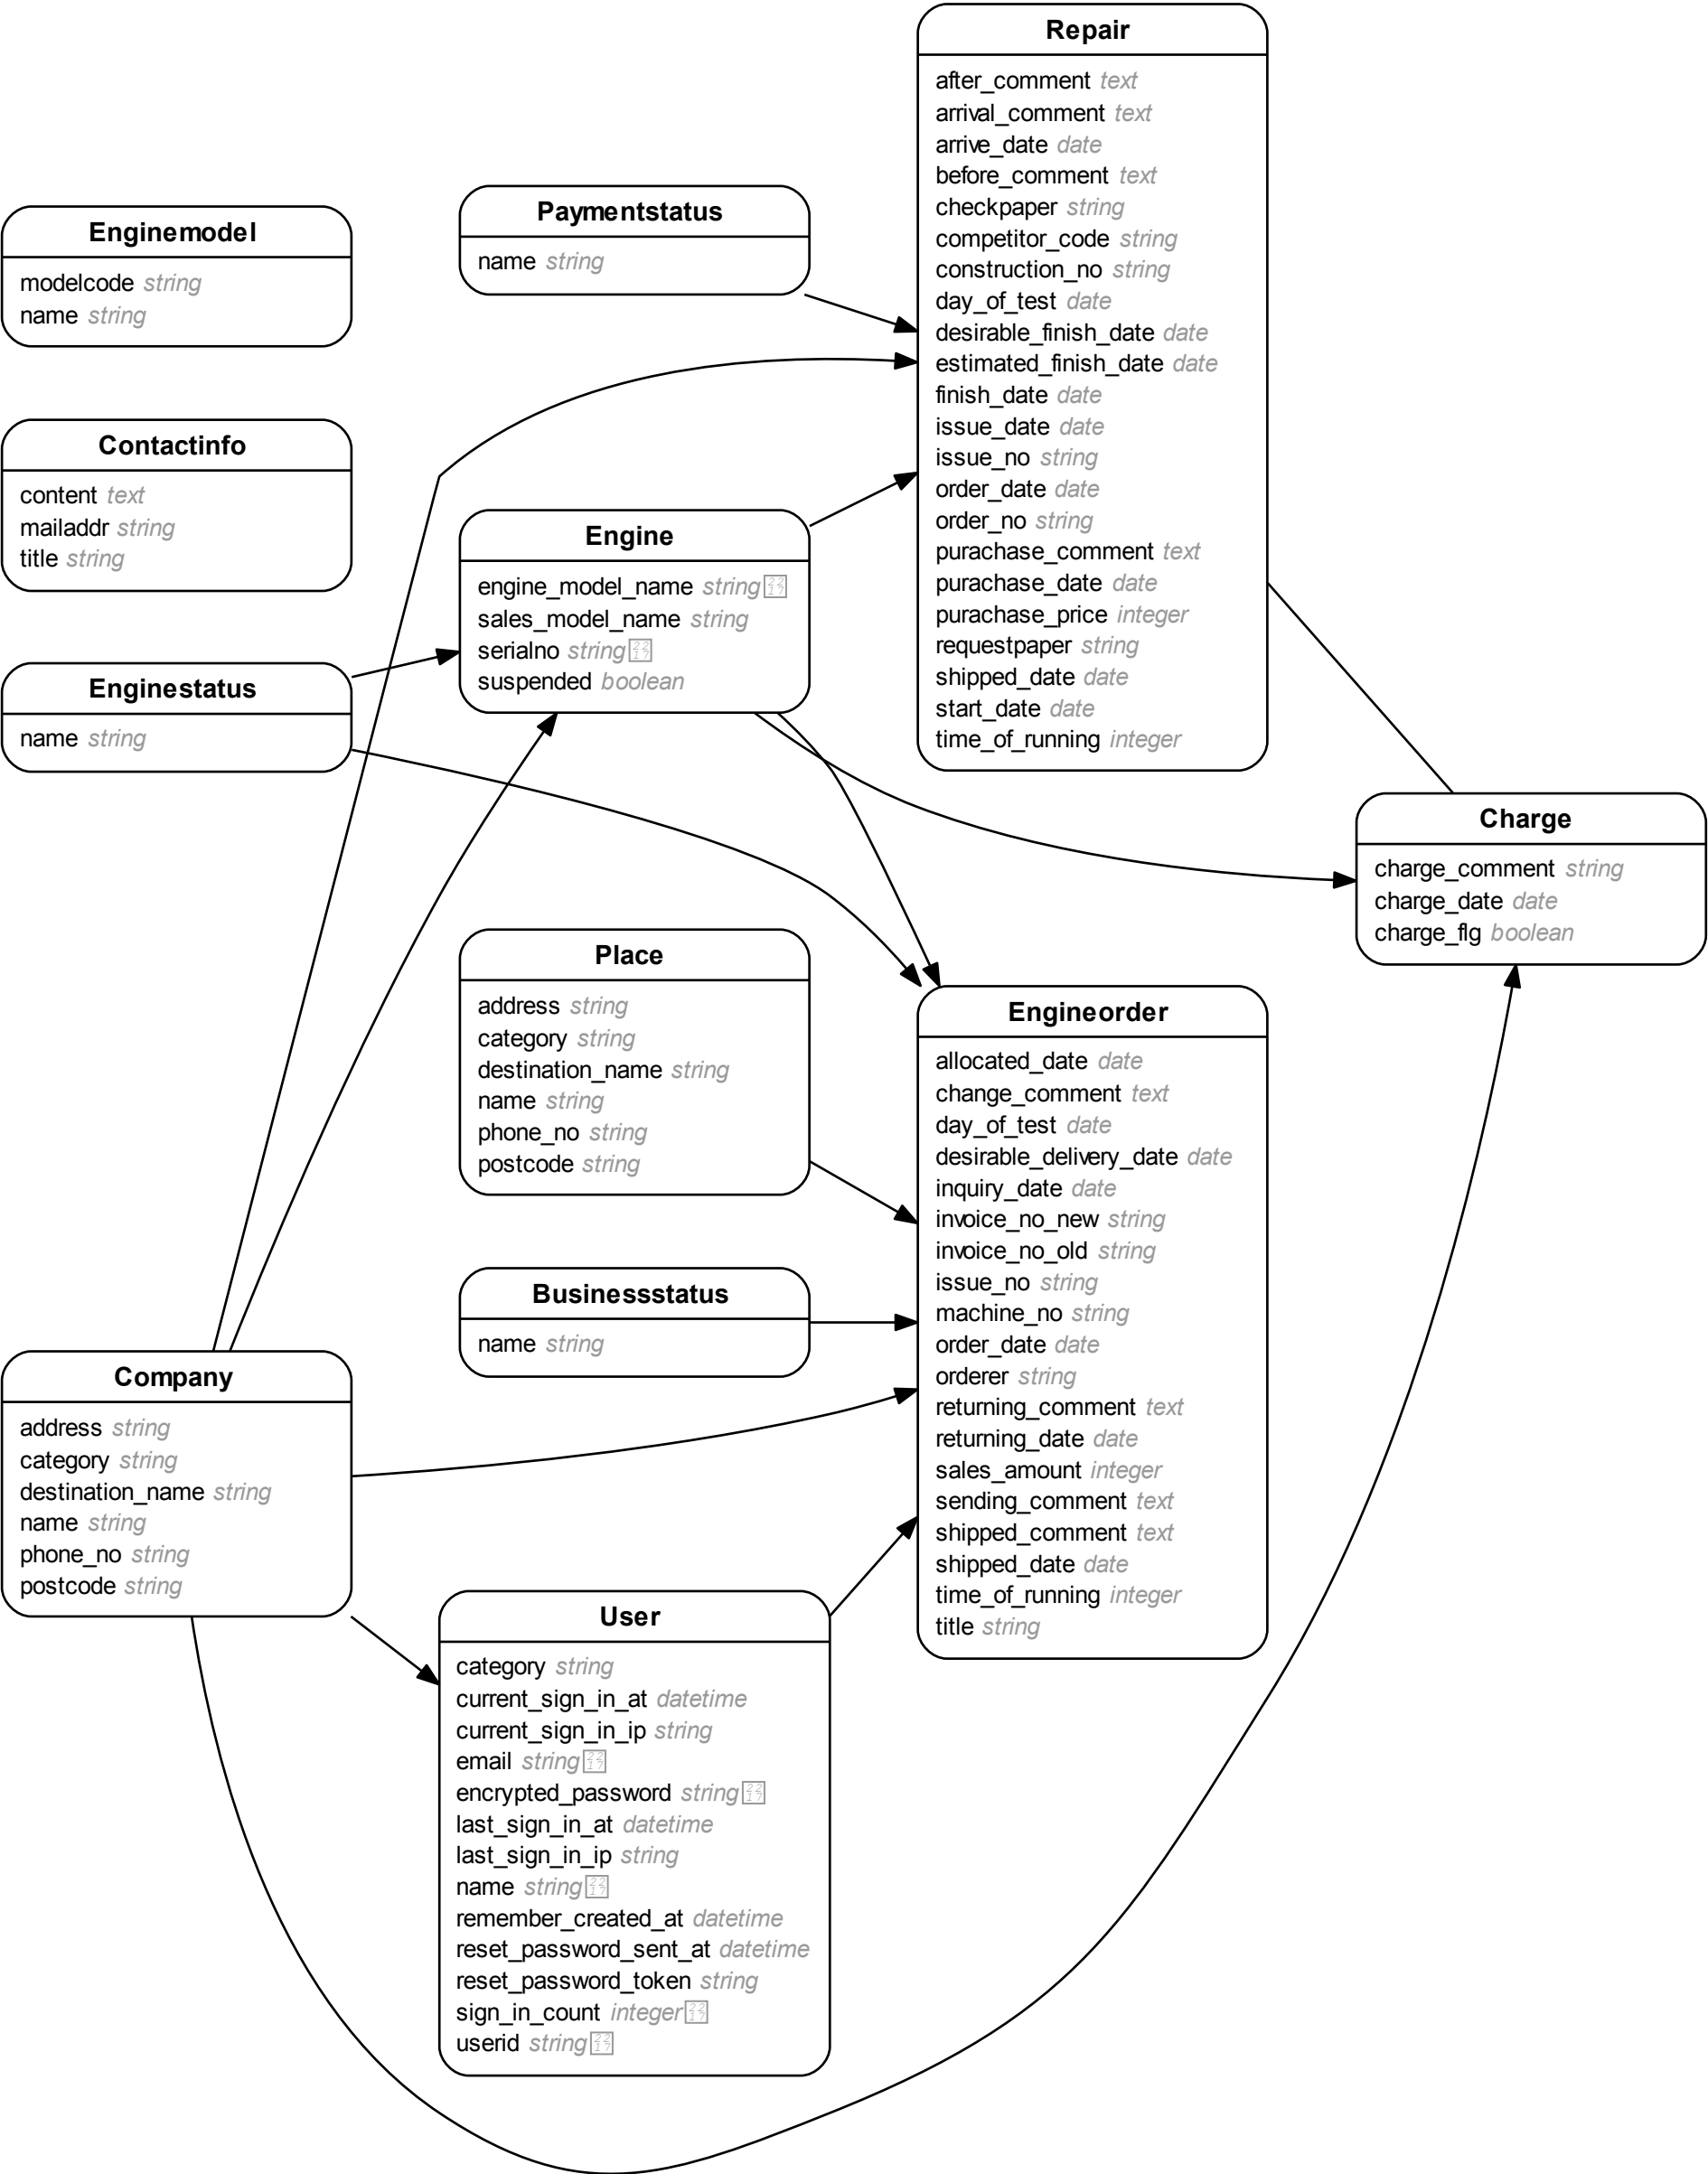 Repair
after_comment text
arrival_comment text
arrive_date date
before_comment text
checkpaper string
competitor_code string
construction_no string
day_of_test date
desirable_finish_date date
estimated_finish_date date
finish_date date
issue_date date
issue_no string
order_date date
order_no string
purachase_comment text
purachase_date date
purachase_price integer
requestpaper string
shipped_date date
start_date date
time_of_running integer
Enginemodel
modelcode string
name string
Paymentstatus
name string
Contactinfo
content text
mailaddr string
title string
Engine
engine_model_name string
sales_model_name string
serialno string
suspended boolean
Enginestatus
name string
Charge
charge_comment string
charge_date date
charge_flg boolean
Place
address string
category string
destination_name string
name string
phone_no string
postcode string
Engineorder
allocated_date date
change_comment text
day_of_test date
desirable_delivery_date date
inquiry_date date
invoice_no_new string
invoice_no_old string
issue_no string
machine_no string
order_date date
orderer string
returning_comment text
returning_date date
sales_amount integer
sending_comment text
shipped_comment text
shipped_date date
time_of_running integer
title string
Businessstatus
name string
Company
address string
category string
destination_name string
name string
phone_no string
postcode string
User
category string
current_sign_in_at datetime
current_sign_in_ip string
email string
encrypted_password string
last_sign_in_at datetime
last_sign_in_ip string
name string
remember_created_at datetime
reset_password_sent_at datetime
reset_password_token string
sign_in_count integer
userid string